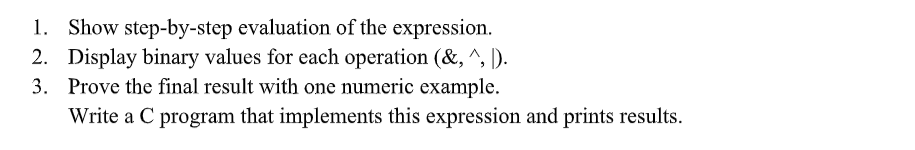 1. Show step-by-step evaluation of the expression.
2. Display binary values for each operation (&, ^, |).
3. Prove the final result with one numeric example.
Write a C program that implements this expression and prints results.